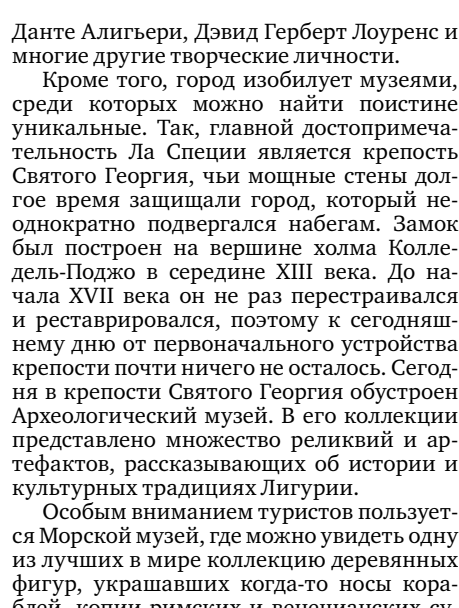 Данте Алигьери, Дэвид Герберт Лоуренс и
многие другие творческие личности.
Кроме того, город изобилует музеями,
среди которых можно найти поистине
уникальные. Так, главной достопримеча-
тельность Ла Специи является крепость
Святого Георгия, чьи мощные стены дол-
гое время защищали город, который не-
однократно подвергался набегам. Замок
был построен на вершине холма Колле-
дель-Поджо в середине XIII века. До на-
чала XVII века он не раз перестраивался
и реставрировался, поэтому к сегодняш-
нему дню от первоначального устройства
крепости почти ничего не осталось. Сегод-
ня в крепости Святого Георгия обустроен
Археологический музей. В его коллекции
представлено множество реликвий и ар-
тефактов, рассказывающих об истории и
культурных традициях Лигурии.
Особым вниманием туристов пользует-
ся Морской музей, где можно увидеть одну
из лучших в мире коллекцию деревянных
фигур, украшавших когда-то носы кора-
блей, копии римских и венецианских су-